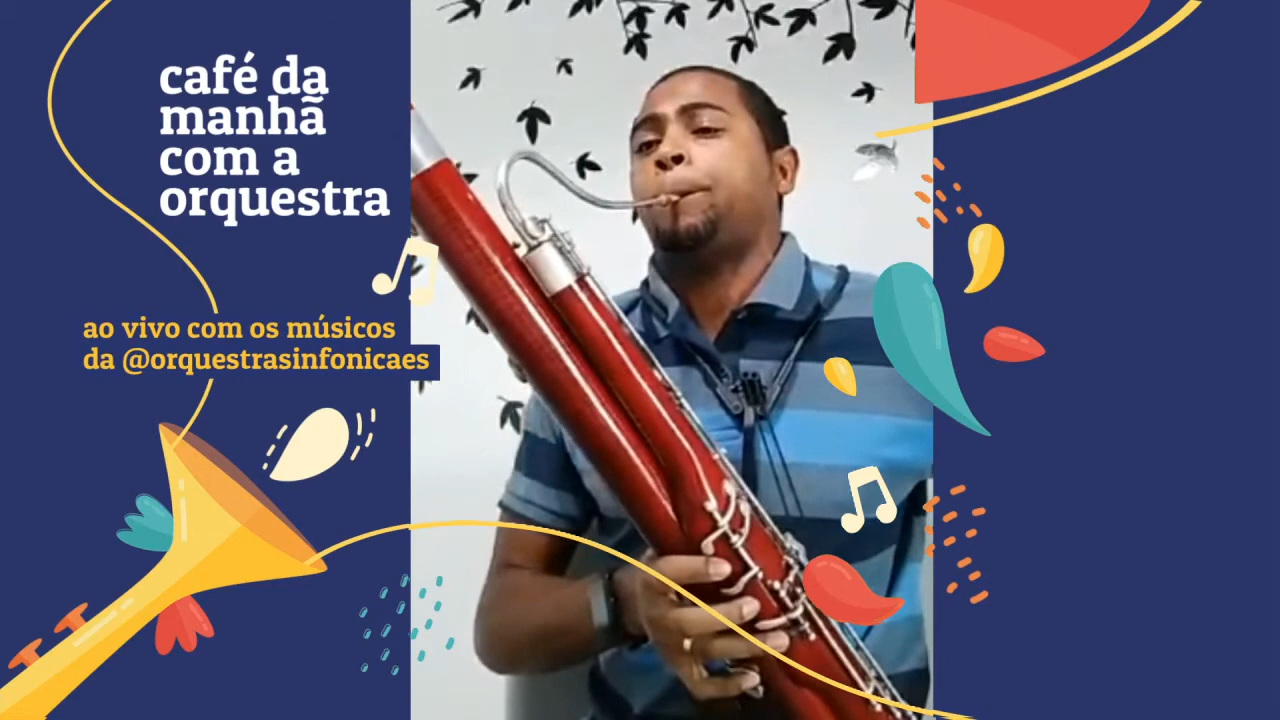 café da
manhã
com a
orquestra
ao vivo com os músicos
da @orquestrasinfonicaes